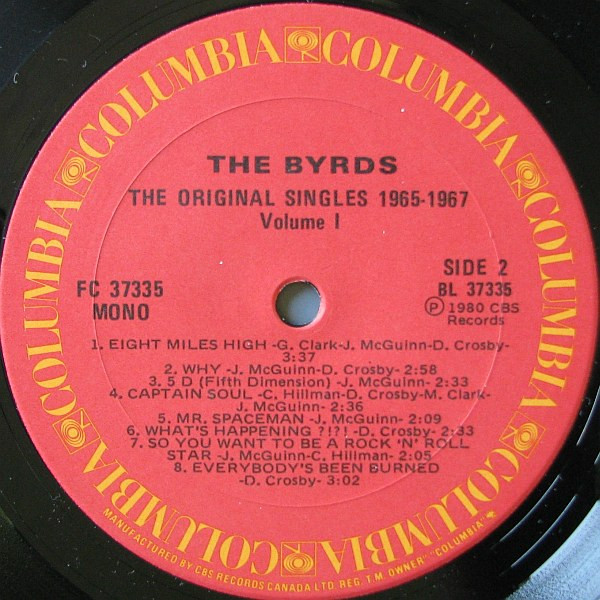 COLUMBIA COLUMBIA COLUMBIA COLUMBIA COLUMBIA COLUMBIA
THE BYRDS
THE ORIGINAL SINGLES 1965-1967
Volume I
FC 37335
MONO
SIDE 2
BL 37335
Ⓟ 1980 CBS
Records
1. EIGHT MILES HIGH -G. Clark-J. McGuinn-D. Crosby-
3:37
2. WHY -J. McGuinn-D. Crosby- 2:58
3. 5 D (Fifth Dimension) -J. McGuinn- 2:33
4. CAPTAIN SOUL -C. Hillman-D. Crosby-M. Clark-
J. McGuinn- 2:36
5. MR. SPACEMAN -J. McGuinn- 2:09
6. WHAT'S HAPPENING ?!?! -D. Crosby- 2:33
7. SO YOU WANT TO BE A ROCK 'N' ROLL
STAR -J. McGuinn-C. Hillman- 2:05
8. EVERYBODY'S BEEN BURNED
-D. Crosby- 3:02
MANUFACTURED BY CBS RECORDS CANADA LTD. REG. T.M. OWNER "COLUMBIA"